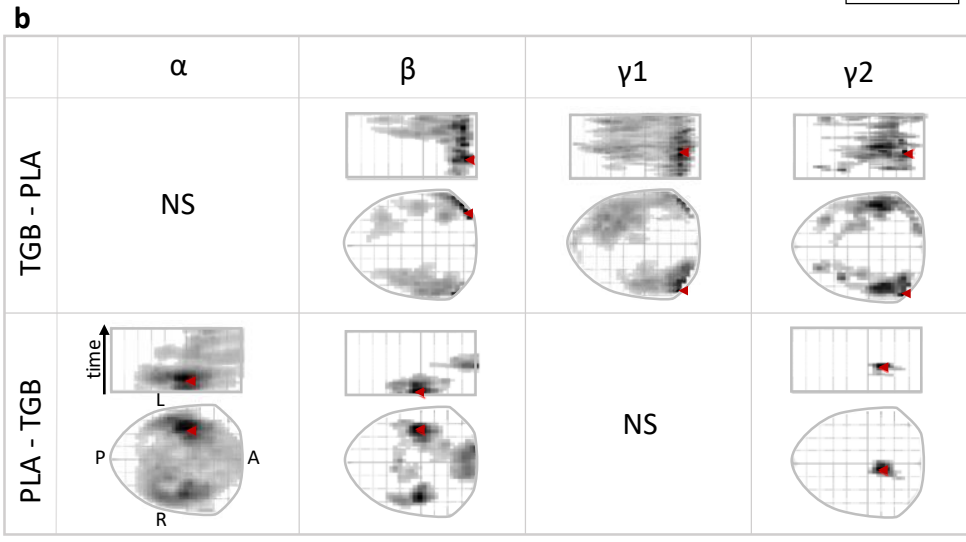 b
α β γ1 γ2
TGB - PLA
NS
PLA - TGB
time
L
P A
R
NS